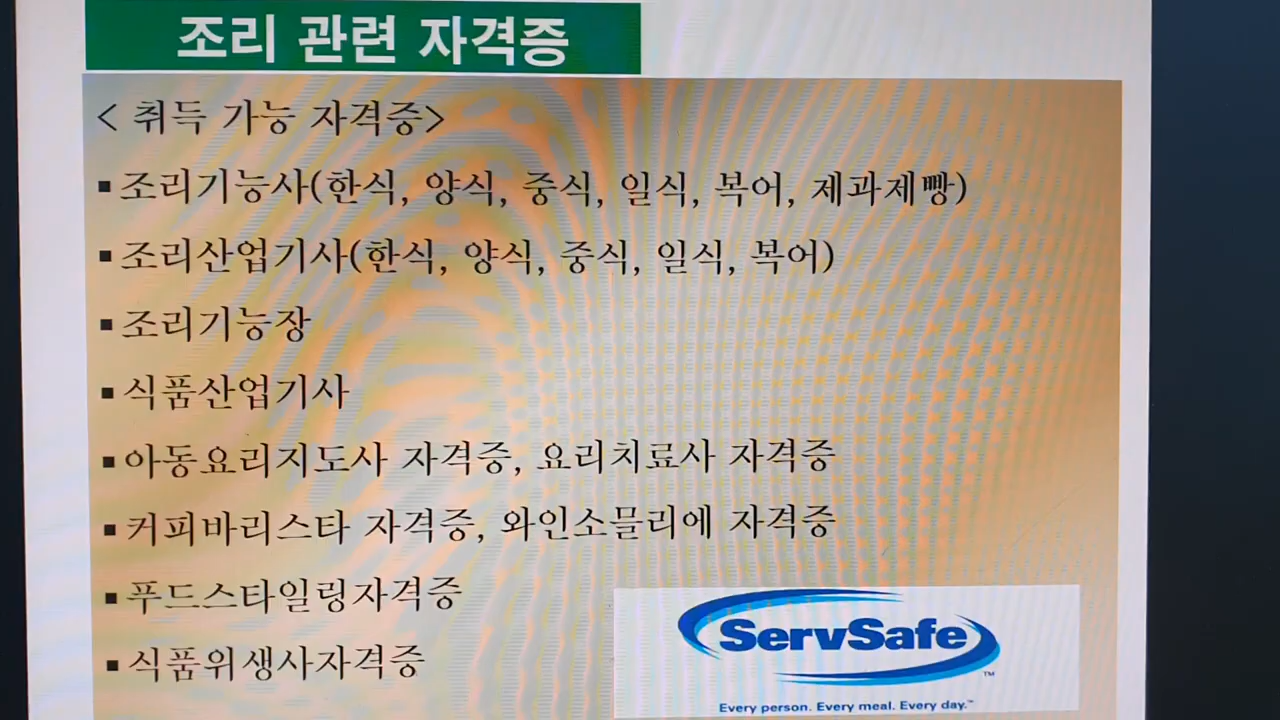 조리 관련 자격증
< 취득 가능 자격증>
▪조리기능사(한식, 양식, 중식, 일식, 복어, 제과제빵)
▪조리산업기사(한식, 양식, 중식, 일식, 복어)
▪조리기능장
▪식품산업기사
▪아동요리지도사 자격증, 요리치료사 자격증
▪커피바리스타 자격증, 와인소믈리에 자격증
▪푸드스타일링자격증
▪식품위생사자격증
ServSafe™
Every person. Every meal. Every day.™